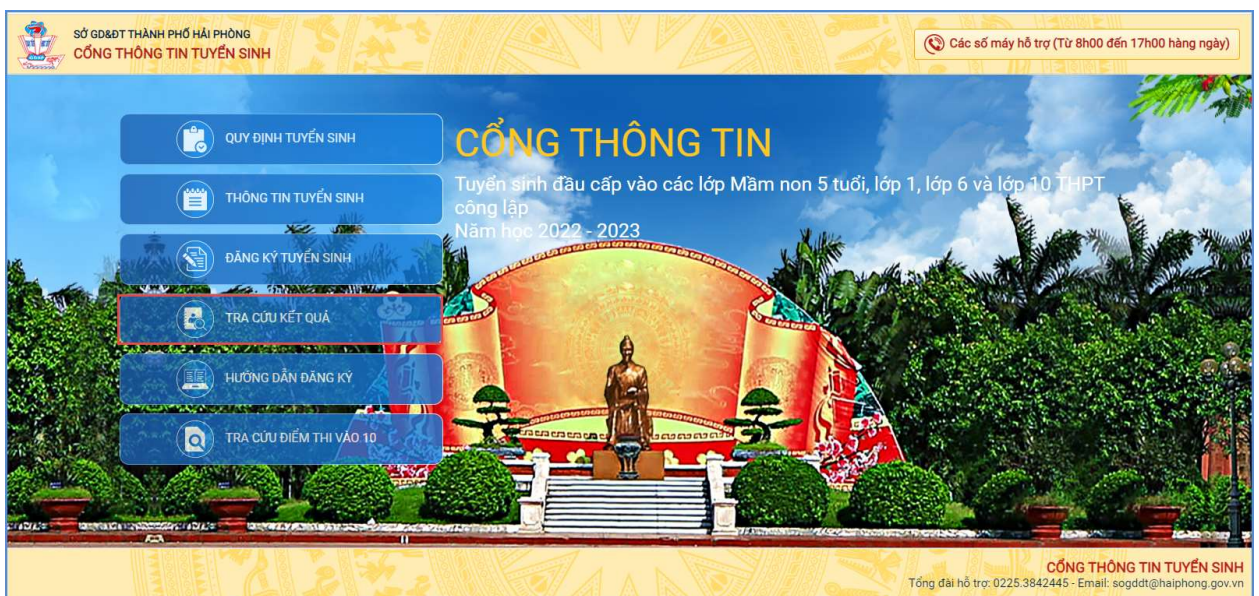 SỞ GD&ĐT THÀNH PHỐ HẢI PHÒNG
CỔNG THÔNG TIN TUYỂN SINH
Các số máy hỗ trợ (Từ 8h00 đến 17h00 hàng ngày)
QUY ĐỊNH TUYỂN SINH
THÔNG TIN TUYỂN SINH
ĐĂNG KÝ TUYỂN SINH
TRA CỨU KẾT QUẢ
HƯỚNG DẪN ĐĂNG KÝ
TRA CỨU ĐIỂM THI VÀO 10
CỔNG THÔNG TIN
Tuyển sinh đầu cấp vào các lớp Mầm non 5 tuổi, lớp 1, lớp 6 và lớp 10 THPT
công lập
Năm học 2022 - 2023
CỔNG THÔNG TIN TUYỂN SINH
Tổng đài hỗ trợ: 0225.3842445 - Email: sogddt@haiphong.gov.vn